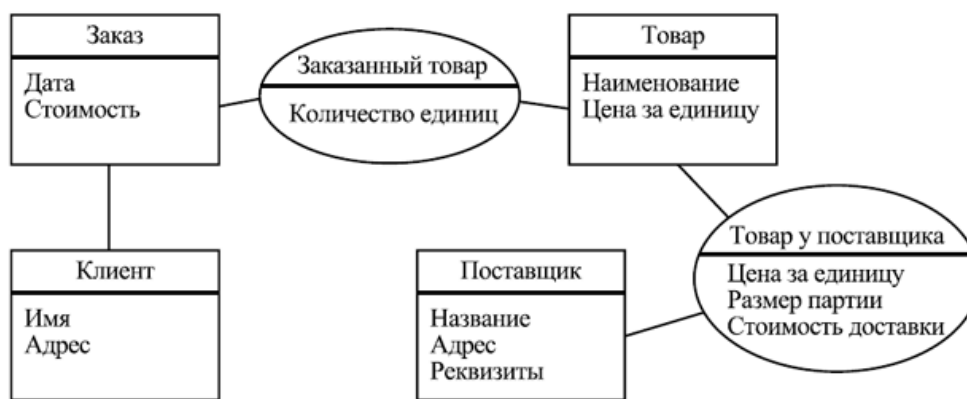 Заказ
Дата
Стоимость
Заказанный товар
Количество единиц
Товар
Наименование
Цена за единицу
Клиент
Имя
Адрес
Поставщик
Название
Адрес
Реквизиты
Товар у поставщика
Цена за единицу
Размер партии
Стоимость доставки